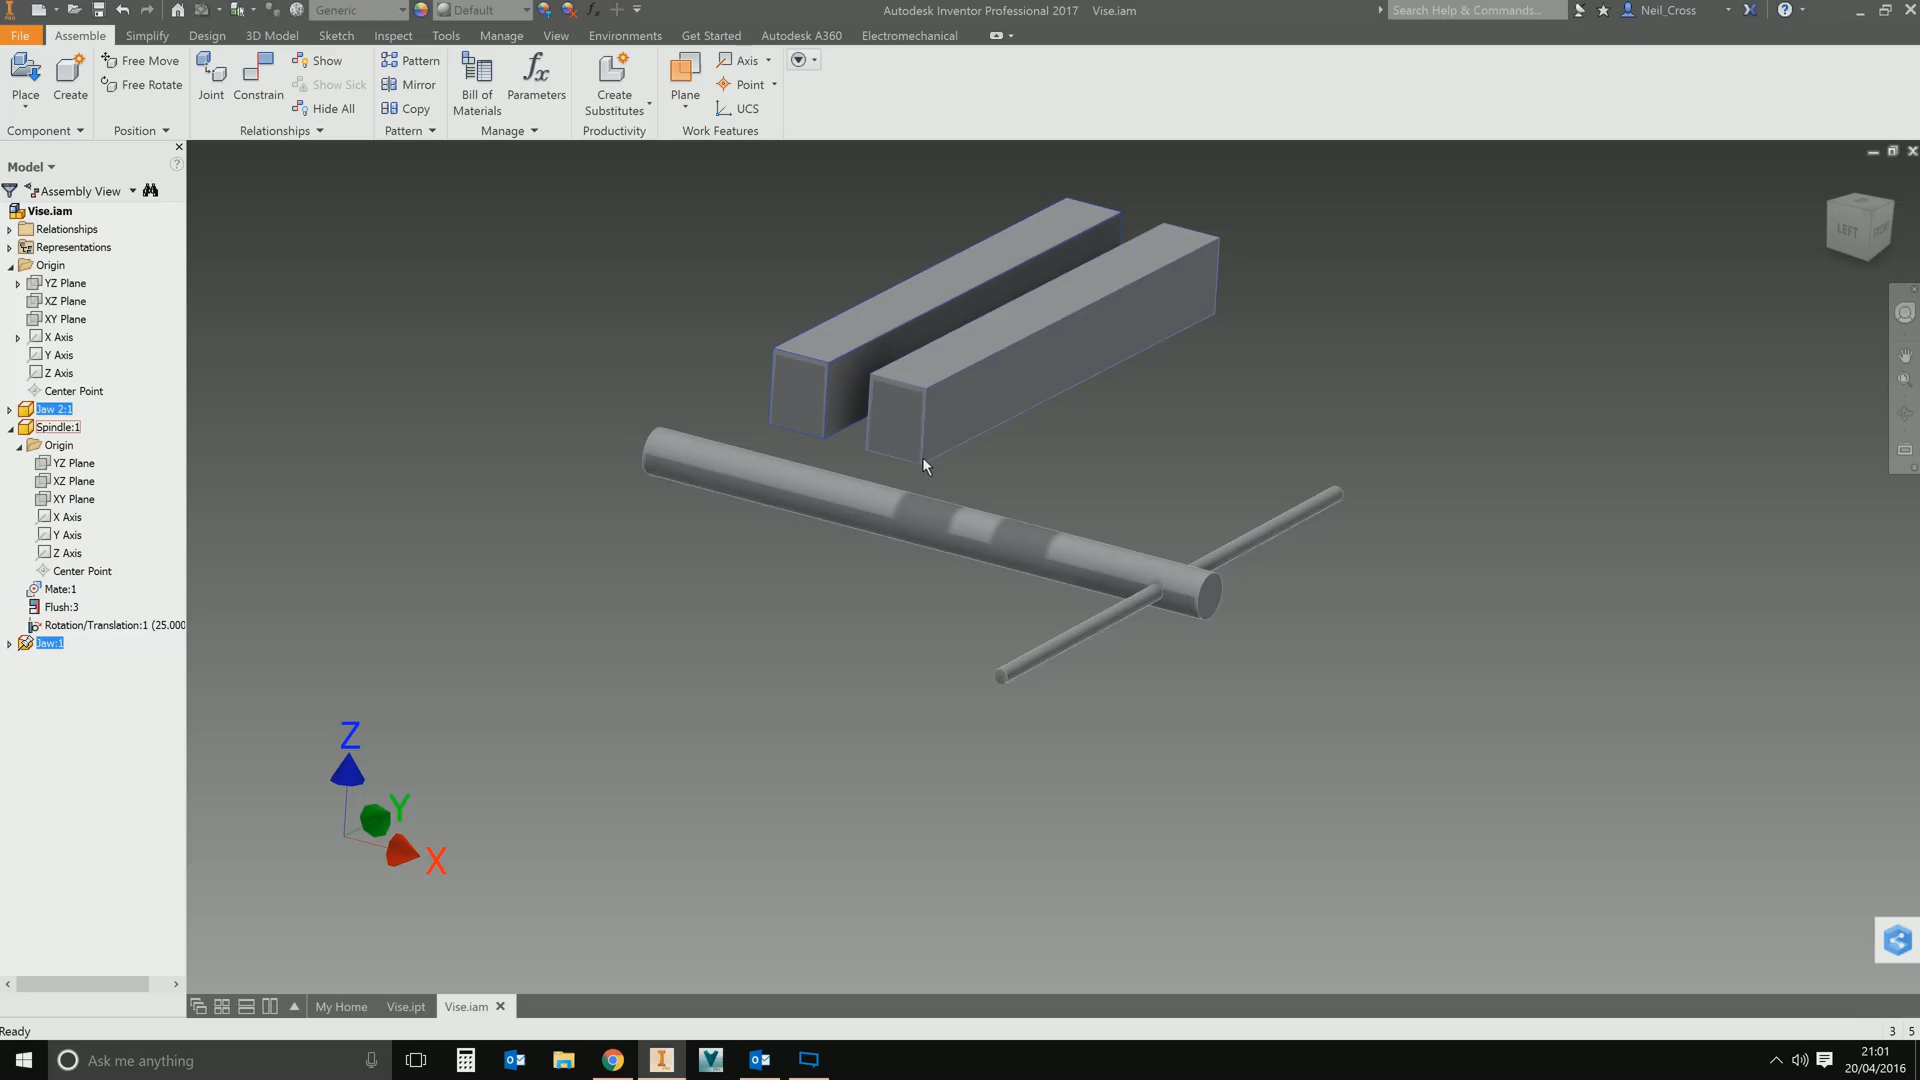 Generic
Default
Autodesk Inventor Professional 2017 Vise.iam
Search Help & Commands...
Neil_Cross
File Assemble Simplify Design 3D Model Sketch Inspect Tools Manage View Environments Get Started Autodesk A360 Electromechanical
Place
Create
Free Move
Free Rotate
Joint
Constrain
Show
Show Sick
Hide All
Pattern
Mirror
Copy
Bill of
Materials
Parameters
Create
Substitutes
Plane
Axis
Point
UCS
Component
Position
Relationships
Pattern
Manage
Productivity
Work Features
Model
Assembly View
Vise.iam
Relationships
Representations
Origin
YZ Plane
XZ Plane
XY Plane
X Axis
Y Axis
Z Axis
Center Point
Jaw 2:1
Spindle:1
Origin
YZ Plane
XZ Plane
XY Plane
X Axis
Y Axis
Z Axis
Center Point
Mate:1
Flush:3
Rotation/Translation:1 (25.000
Jaw:1
LEFT
Z
Y
X
My Home
Vise.ipt
Vise.iam
Ready
3 5
Ask me anything
21:01
20/04/2016